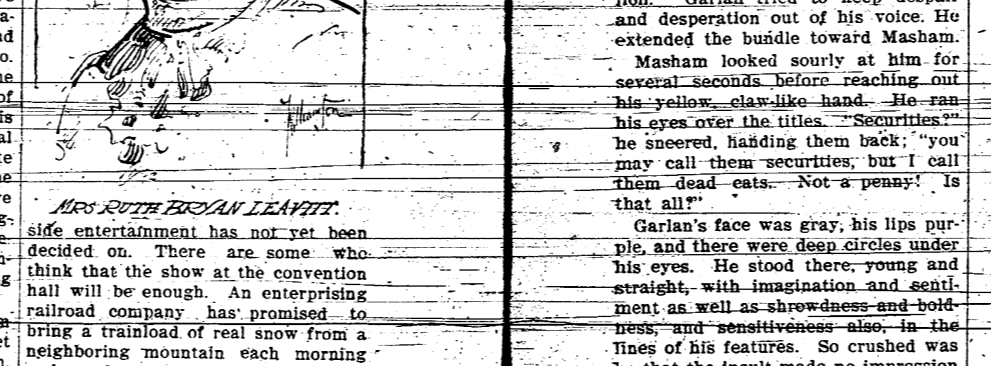 MRS RUTH BRYAN LEAVITT.
side entertainment has not yet been
decided on. There are some who
think that the show at the convention
hall will be enough. An enterprising
railroad company has promised to
bring a trainload of real snow from a
neighboring mountain each morning
and desperation out of his voice. He
extended the bundle toward Masham.
Masham looked sourly at him for
several seconds before reaching out
his yellow, claw-like hand. He ran
his eyes over the titles. "Securities?"
he sneered, handing them back; "you
may call them securities, but I call
them dead cats. Not a penny! Is
that all?"
Garlan's face was gray, his lips pur-
ple, and there were deep circles under
his eyes. He stood there, young and
straight, with imagination and senti-
ment as well as shrewdness and bold-
ness, and sensitiveness also, in the
lines of his features. So crushed was